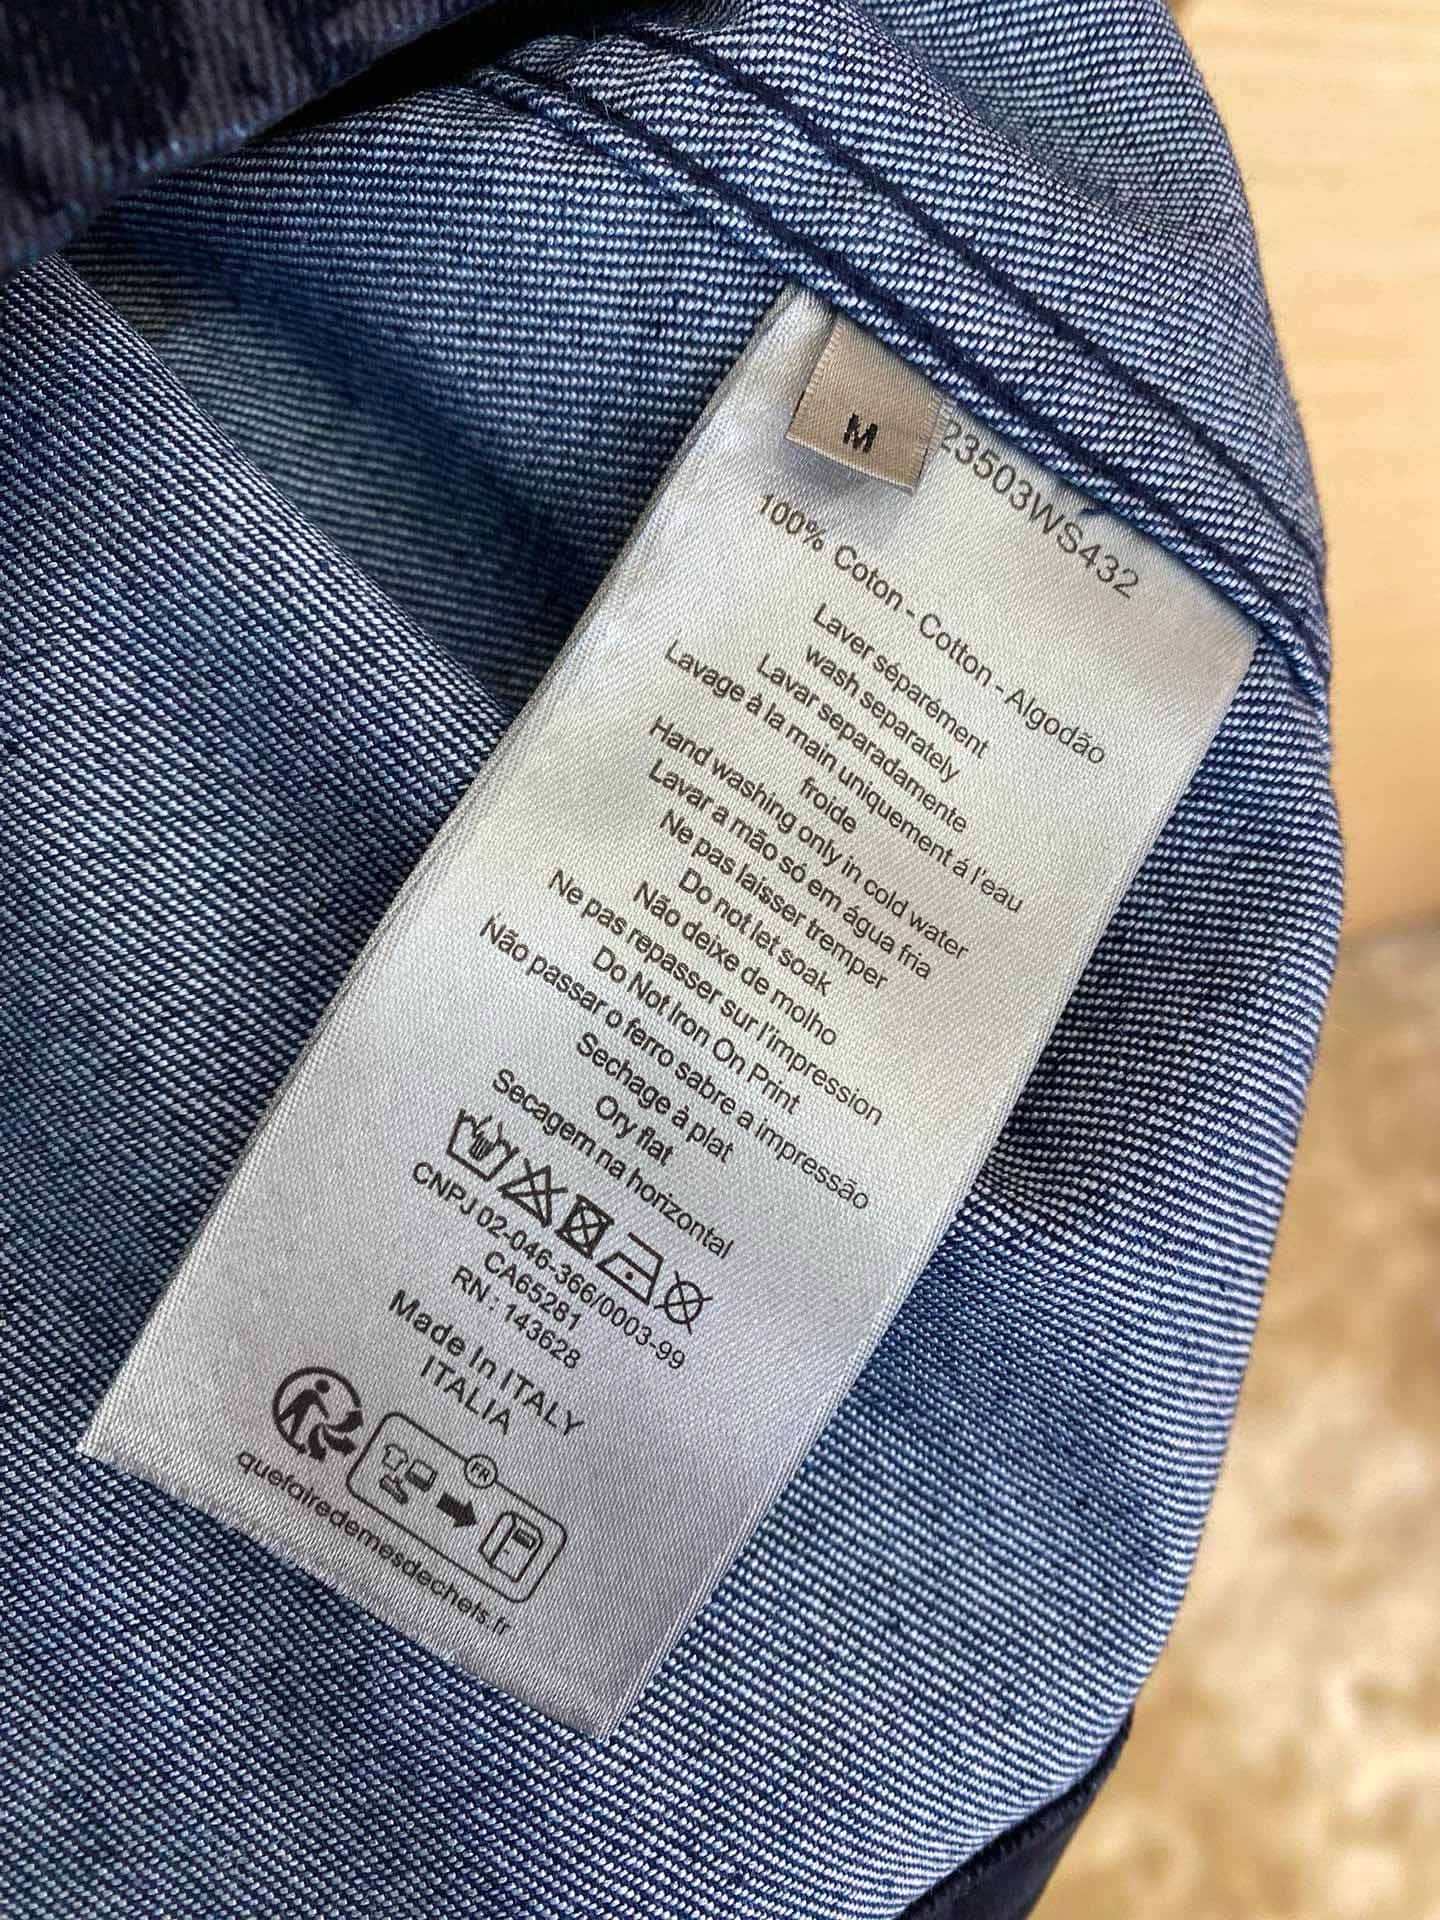 M
23503WS432
100% Coton - Cotton - Algodão
Laver séparément
wash separately
Lavar separadamente
Lavage à la main uniquement á l'eau
froide
Hand washing only in cold water
Lavar a mão só em água fria
Ne pas laisser tremper
Do not let soak
Não deixe de molho
Ne pas repasser sur l'impression
Do Not Iron On Print
Não passar o ferro sabre a impressão
Sechage à plat
Ory flat
Secagem na horizontal
CNPJ 02-046-366/0003-99
CA65281
RN : 143628
Made In ITALY
ITALIA
FR
quefairedemesdechets.fr